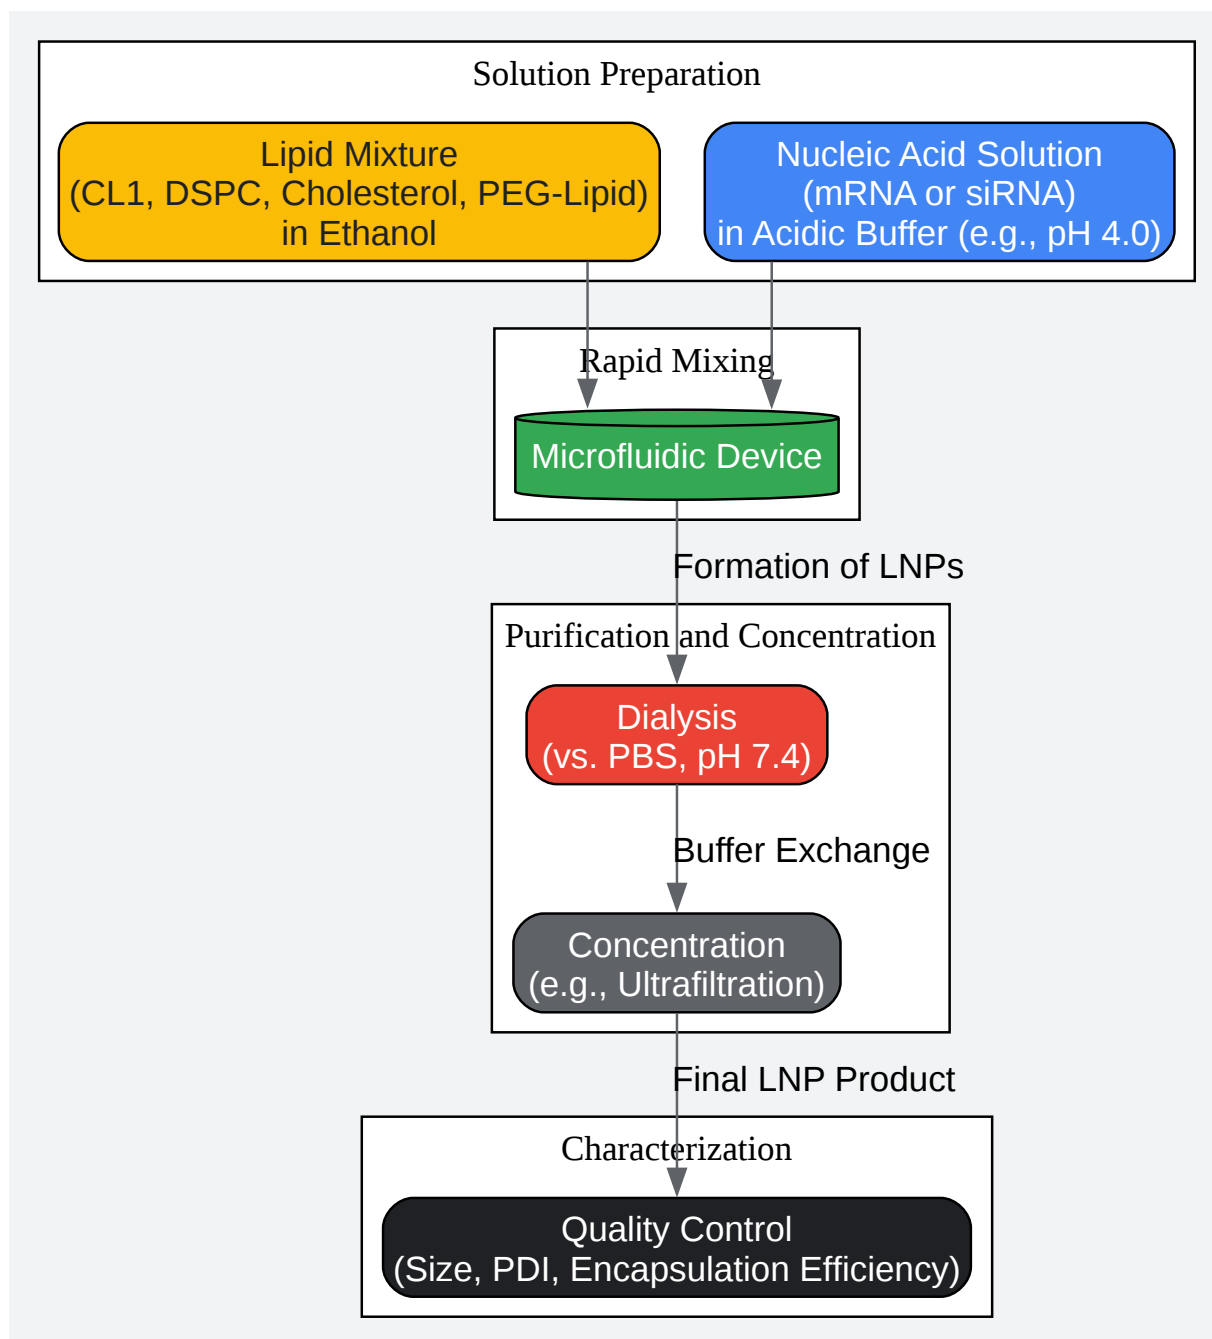 Solution Preparation
Lipid Mixture
(CL1, DSPC, Cholesterol, PEG-Lipid)
in Ethanol
Nucleic Acid Solution
(mRNA or siRNA)
in Acidic Buffer (e.g., pH 4.0)
Rapid Mixing
Microfluidic Device
Formation of LNPs
Purification and Concentration
Dialysis
(vs. PBS, pH 7.4)
Buffer Exchange
Concentration
(e.g., Ultrafiltration)
Final LNP Product
Characterization
Quality Control
(Size, PDI, Encapsulation Efficiency)